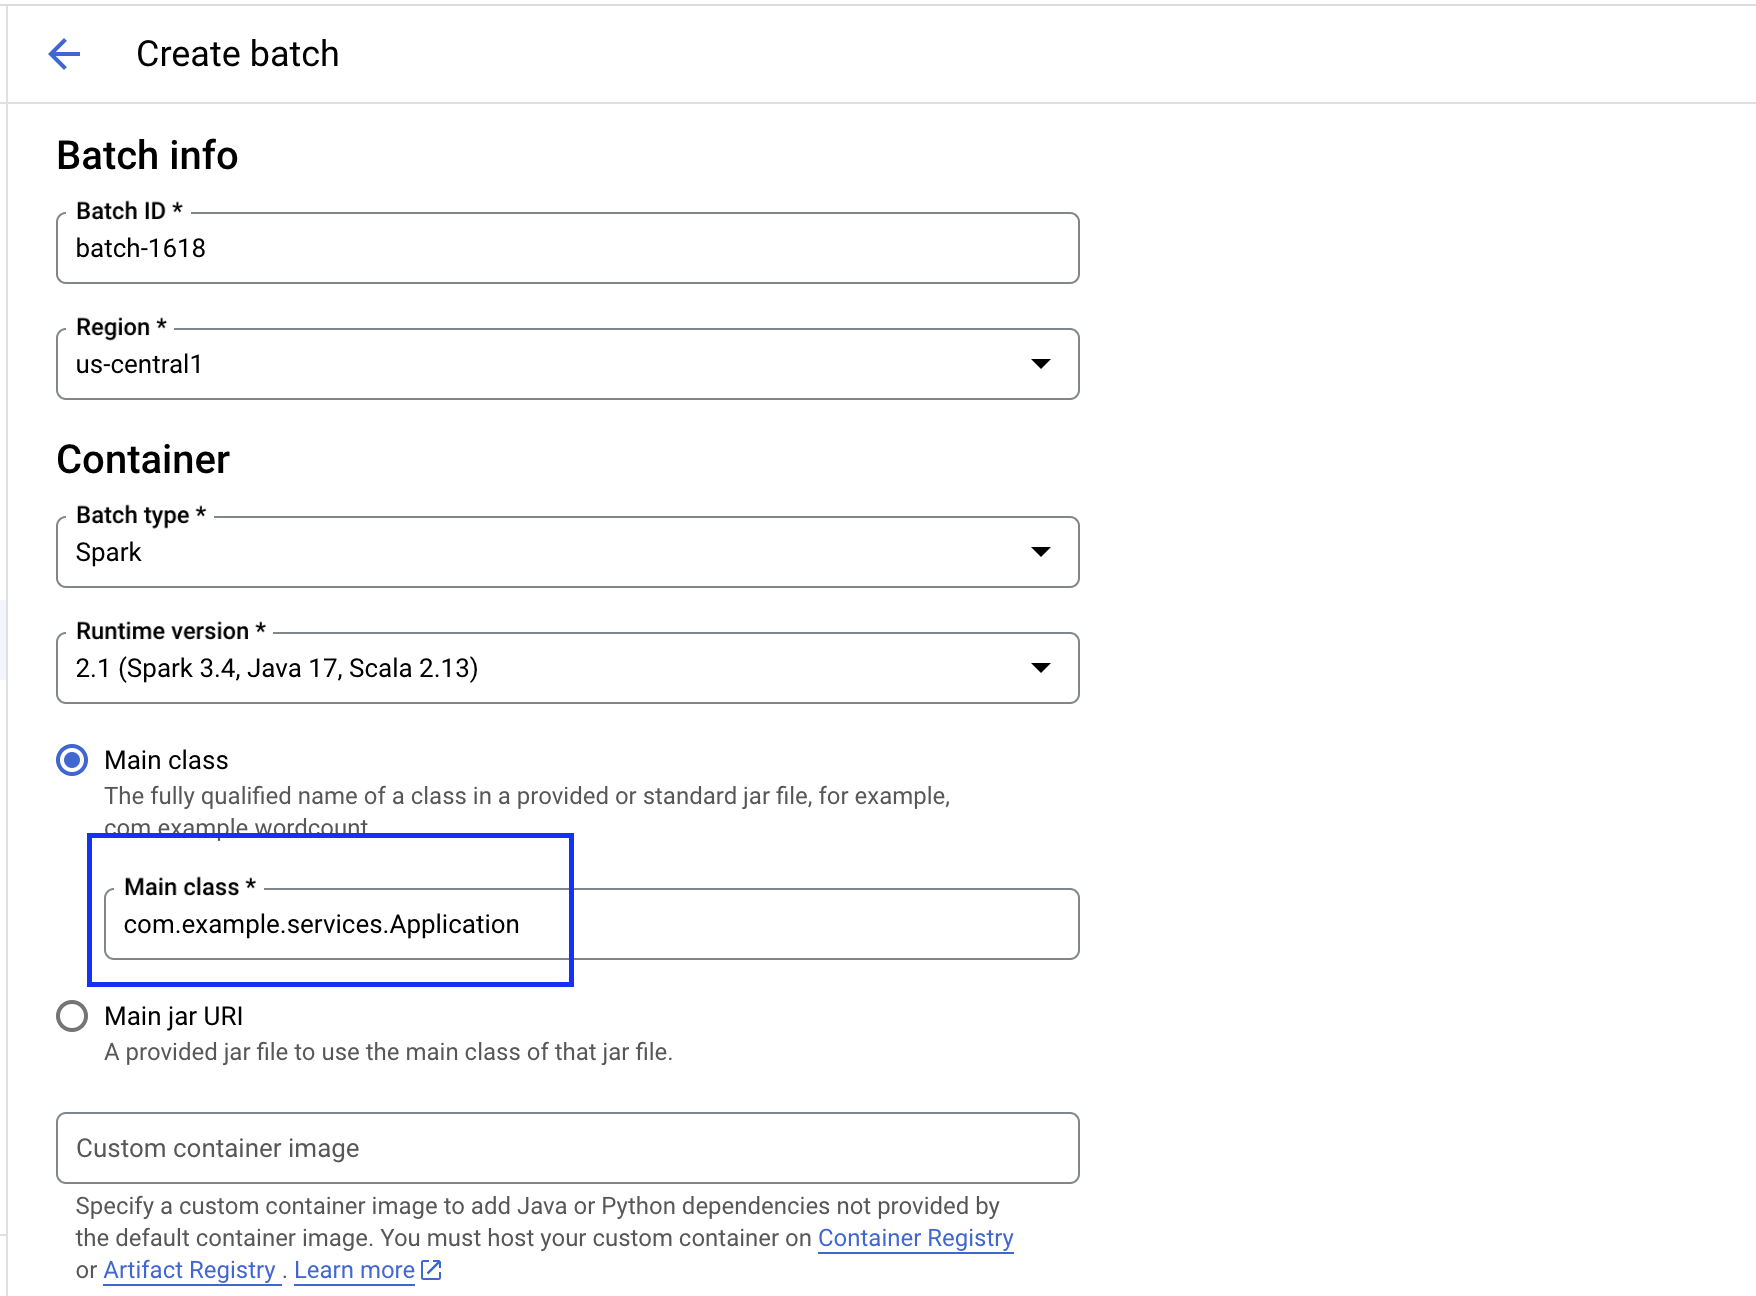 Create batch
Batch info
Batch ID *
batch-1618
Region *
us-central1
Container
Batch type *
Spark
Runtime version *
2.1 (Spark 3.4, Java 17, Scala 2.13)
Main class
The fully qualified name of a class in a provided or standard jar file, for example,
com.example.wordcount.
Main class *
com.example.services.Application
Main jar URI
A provided jar file to use the main class of that jar file.
Custom container image
Specify a custom container image to add Java or Python dependencies not provided by
the default container image. You must host your custom container on Container Registry
or Artifact Registry . Learn more